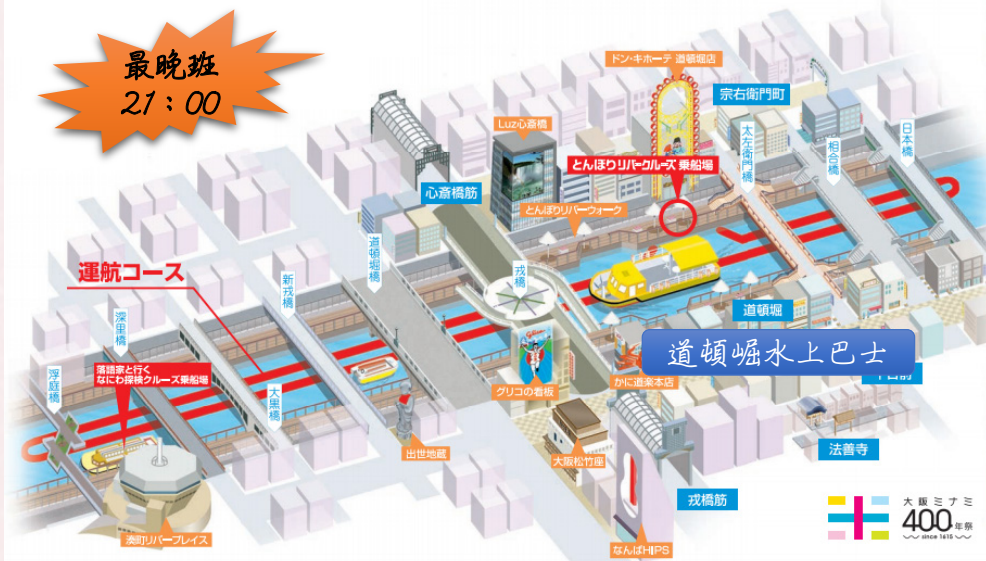 最晚班
21：00
ドン・キホーテ 道頓堀店
宗右衛門町
Luz心斎橋
太左衛門橋
相合橋
日本橋
とんぼりリバークルーズ 乗船場
心斎橋筋
とんぼりリバーウォーク
道頓堀橋
戎橋
運航コース
新戎橋
深里橋
道頓堀
道頓崛水上巴士
落語家と行く
なにわ探検クルーズ乗船場
浮庭橋
大黒橋
グリコの看板
かに道楽本店
出世地蔵
大阪松竹座
法善寺
戎橋筋
湊町リバープレイス
なんばHIPS
大阪ミナミ
400年祭
since 1615